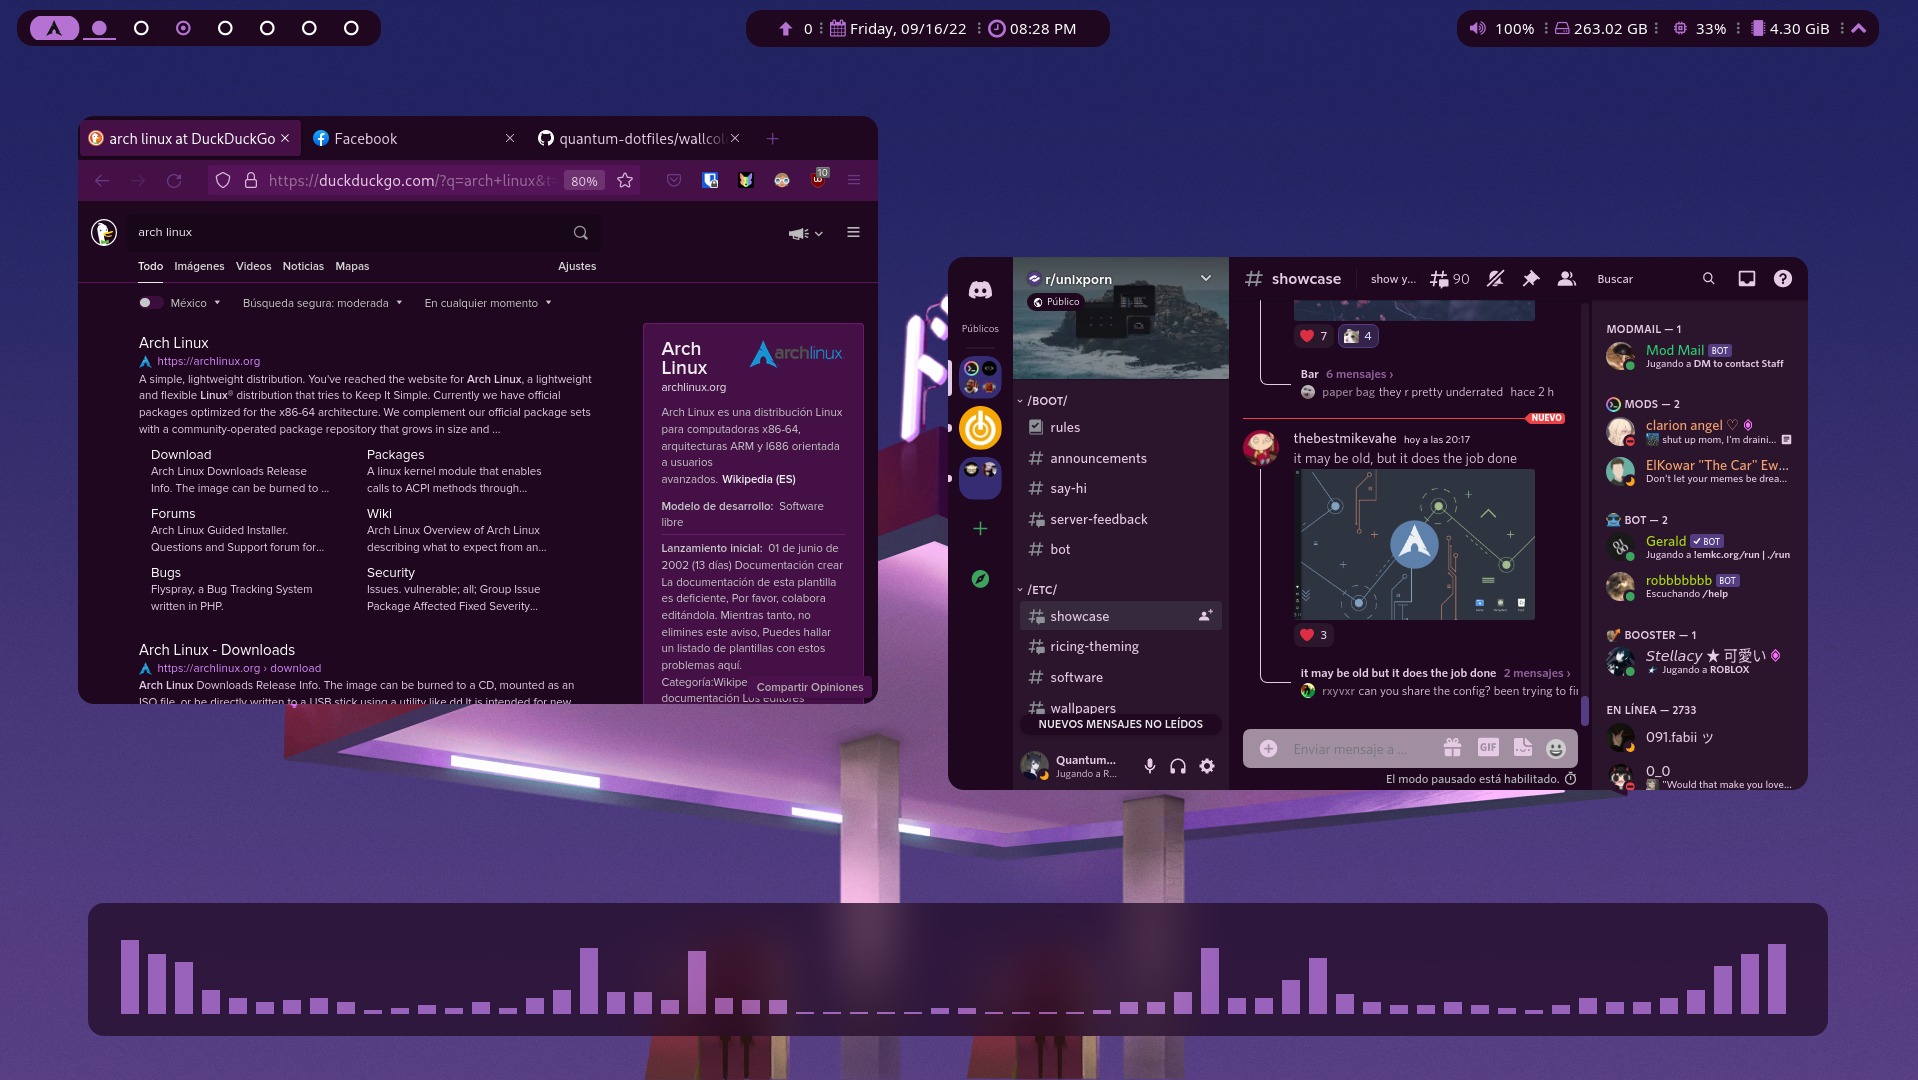 0
Friday, 09/16/22
08:28 PM
100%
263.02 GB
33%
4.30 GiB
arch linux at DuckDuckGo
Facebook
quantum-dotfiles/wallcol
https://duckduckgo.com/?q=arch+linux&t=
80%
10
arch linux
Todo Imágenes Videos Noticias Mapas Ajustes
México Búsqueda segura: moderada En cualquier momento
Arch Linux
https://archlinux.org
A simple, lightweight distribution. You've reached the website for Arch Linux, a lightweight
and flexible Linux® distribution that tries to Keep It Simple. Currently we have official
packages optimized for the x86-64 architecture. We complement our official package sets
with a community-operated package repository that grows in size and ...
Download
Arch Linux Downloads Release
Info. The image can be burned to ...
Packages
A linux kernel module that enables
calls to ACPI methods through...
Forums
Arch Linux Guided Installer.
Questions and Support forum for...
Wiki
Arch Linux Overview of Arch Linux
describing what to expect from an...
Bugs
Flyspray, a Bug Tracking System
written in PHP.
Security
Issues. vulnerable; all; Group Issue
Package Affected Fixed Severity...
Arch Linux - Downloads
https://archlinux.org › download
Arch Linux Downloads Release Info. The image can be burned to a CD, mounted as an
ISO file, or be directly written to a USB stick using a utility like dd It is intended for new
Arch
Linux
archlinux
archlinux.org
Arch Linux es una distribución Linux
para computadoras x86-64,
arquitecturas ARM y I686 orientada
a usuarios
avanzados. Wikipedia (ES)
Modelo de desarrollo: Software
libre
Lanzamiento inicial: 01 de junio de
2002 (13 días) Documentación crear
La documentación de esta plantilla
es deficiente, Por favor, colabora
editándola. Mientras tanto, no
elimines este aviso, Puedes hallar
un listado de plantillas con estos
problemas aquí.
Categoría:Wikipe
documentación Los editores
Compartir Opiniones
Públicos
r/unixporn
Público
/BOOT/
rules
announcements
say-hi
server-feedback
bot
/ETC/
showcase
ricing-theming
software
wallpapers
NUEVOS MENSAJES NO LEÍDOS
Quantum...
Jugando a R...
showcase
show y...
90
Buscar
7
4
Bar 6 mensajes ›
paper bag they r pretty underrated hace 2 h
NUEVO
thebestmikevahe hoy a las 20:17
it may be old, but it does the job done
3
it may be old but it does the job done 2 mensajes ›
rxyvxr can you share the config? been trying to fir
Enviar mensaje a ...
GIF
El modo pausado está habilitado.
MODMAIL — 1
Mod Mail BOT
Jugando a DM to contact Staff
MODS — 2
clarion angel ♡
shut up mom, I'm draini...
ElKowar "The Car" Ew...
Don't let your memes be drea...
BOT — 2
Gerald ✓ BOT
Jugando a !emkc.org/run | ./run
robbbbbbb BOT
Escuchando /help
BOOSTER — 1
Stellacy ★ 可愛い
Jugando a ROBLOX
EN LÍNEA — 2733
091.fabii ツ
0_0
"Would that make you love...